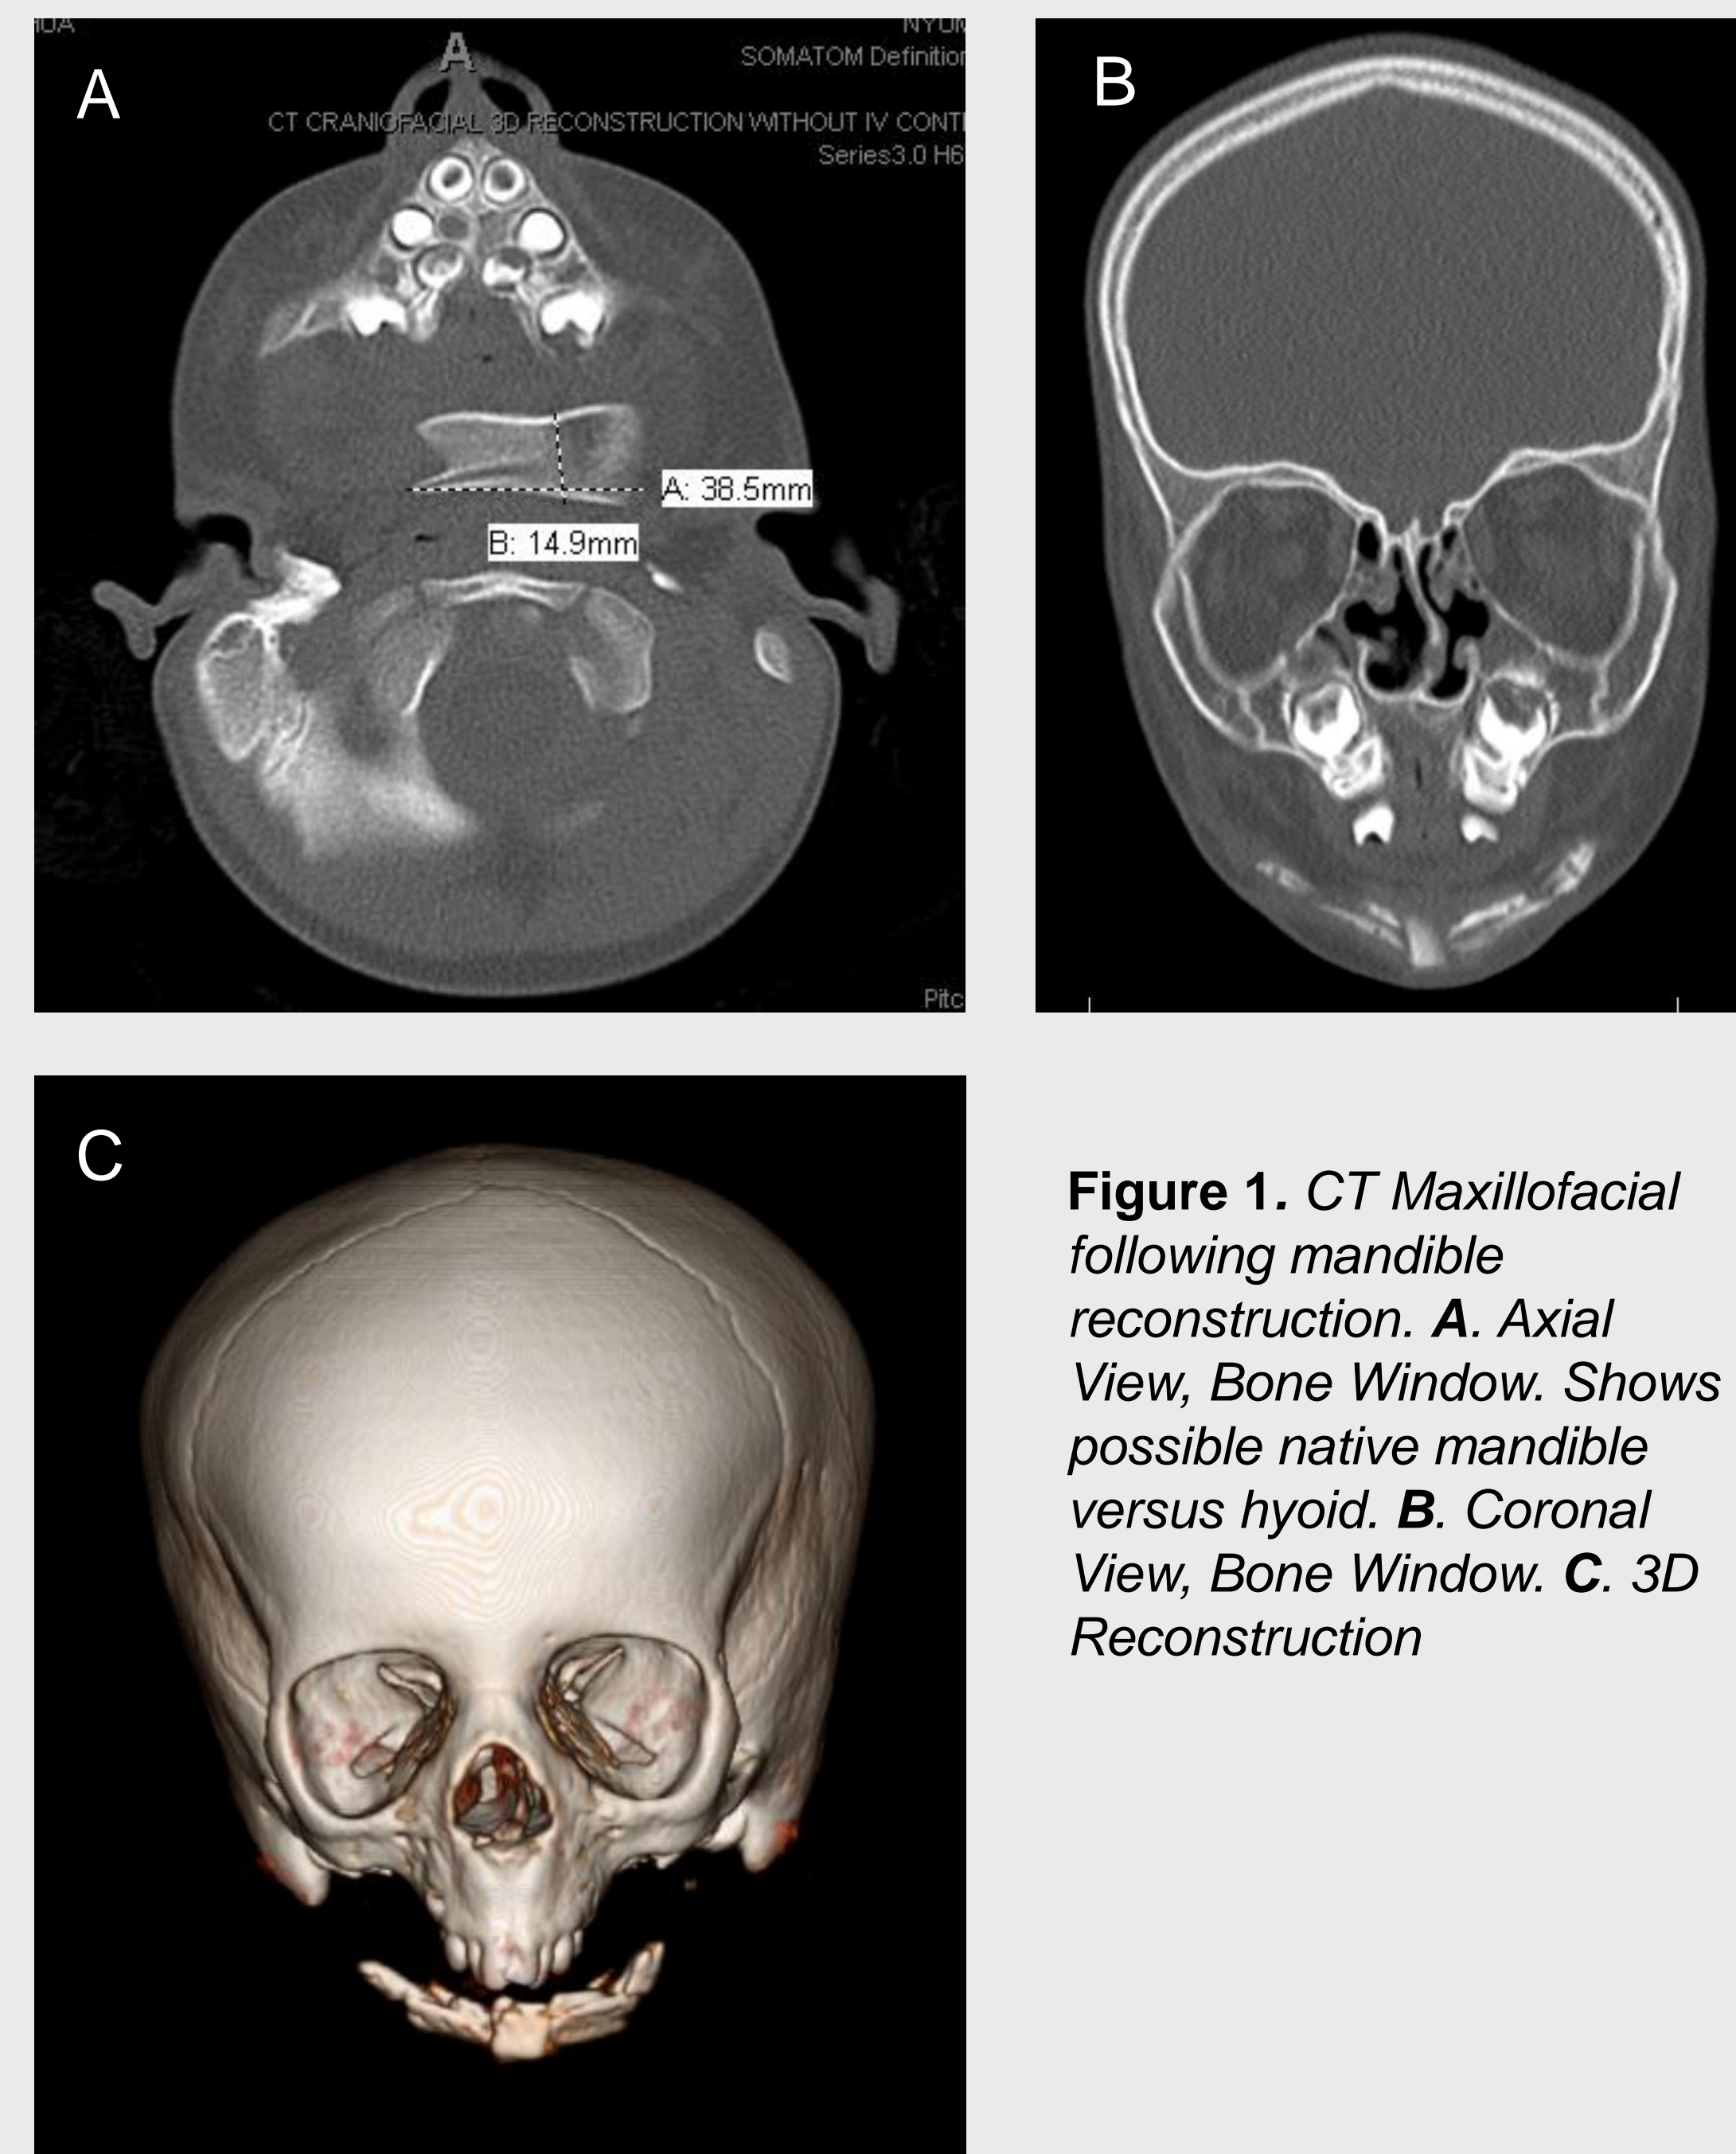 A
A
SOMATOM Definition
CT CRANIOFACIAL 3D RECONSTRUCTION WITHOUT IV
Series3.0 H6
A: 38.5mm
B: 14.9mm
B
C
Figure 1. CT Maxillofacial
following mandible
reconstruction. A. Axial
View, Bone Window. Shows
possible native mandible
versus hyoid. B. Coronal
View, Bone Window. C. 3D
Reconstruction